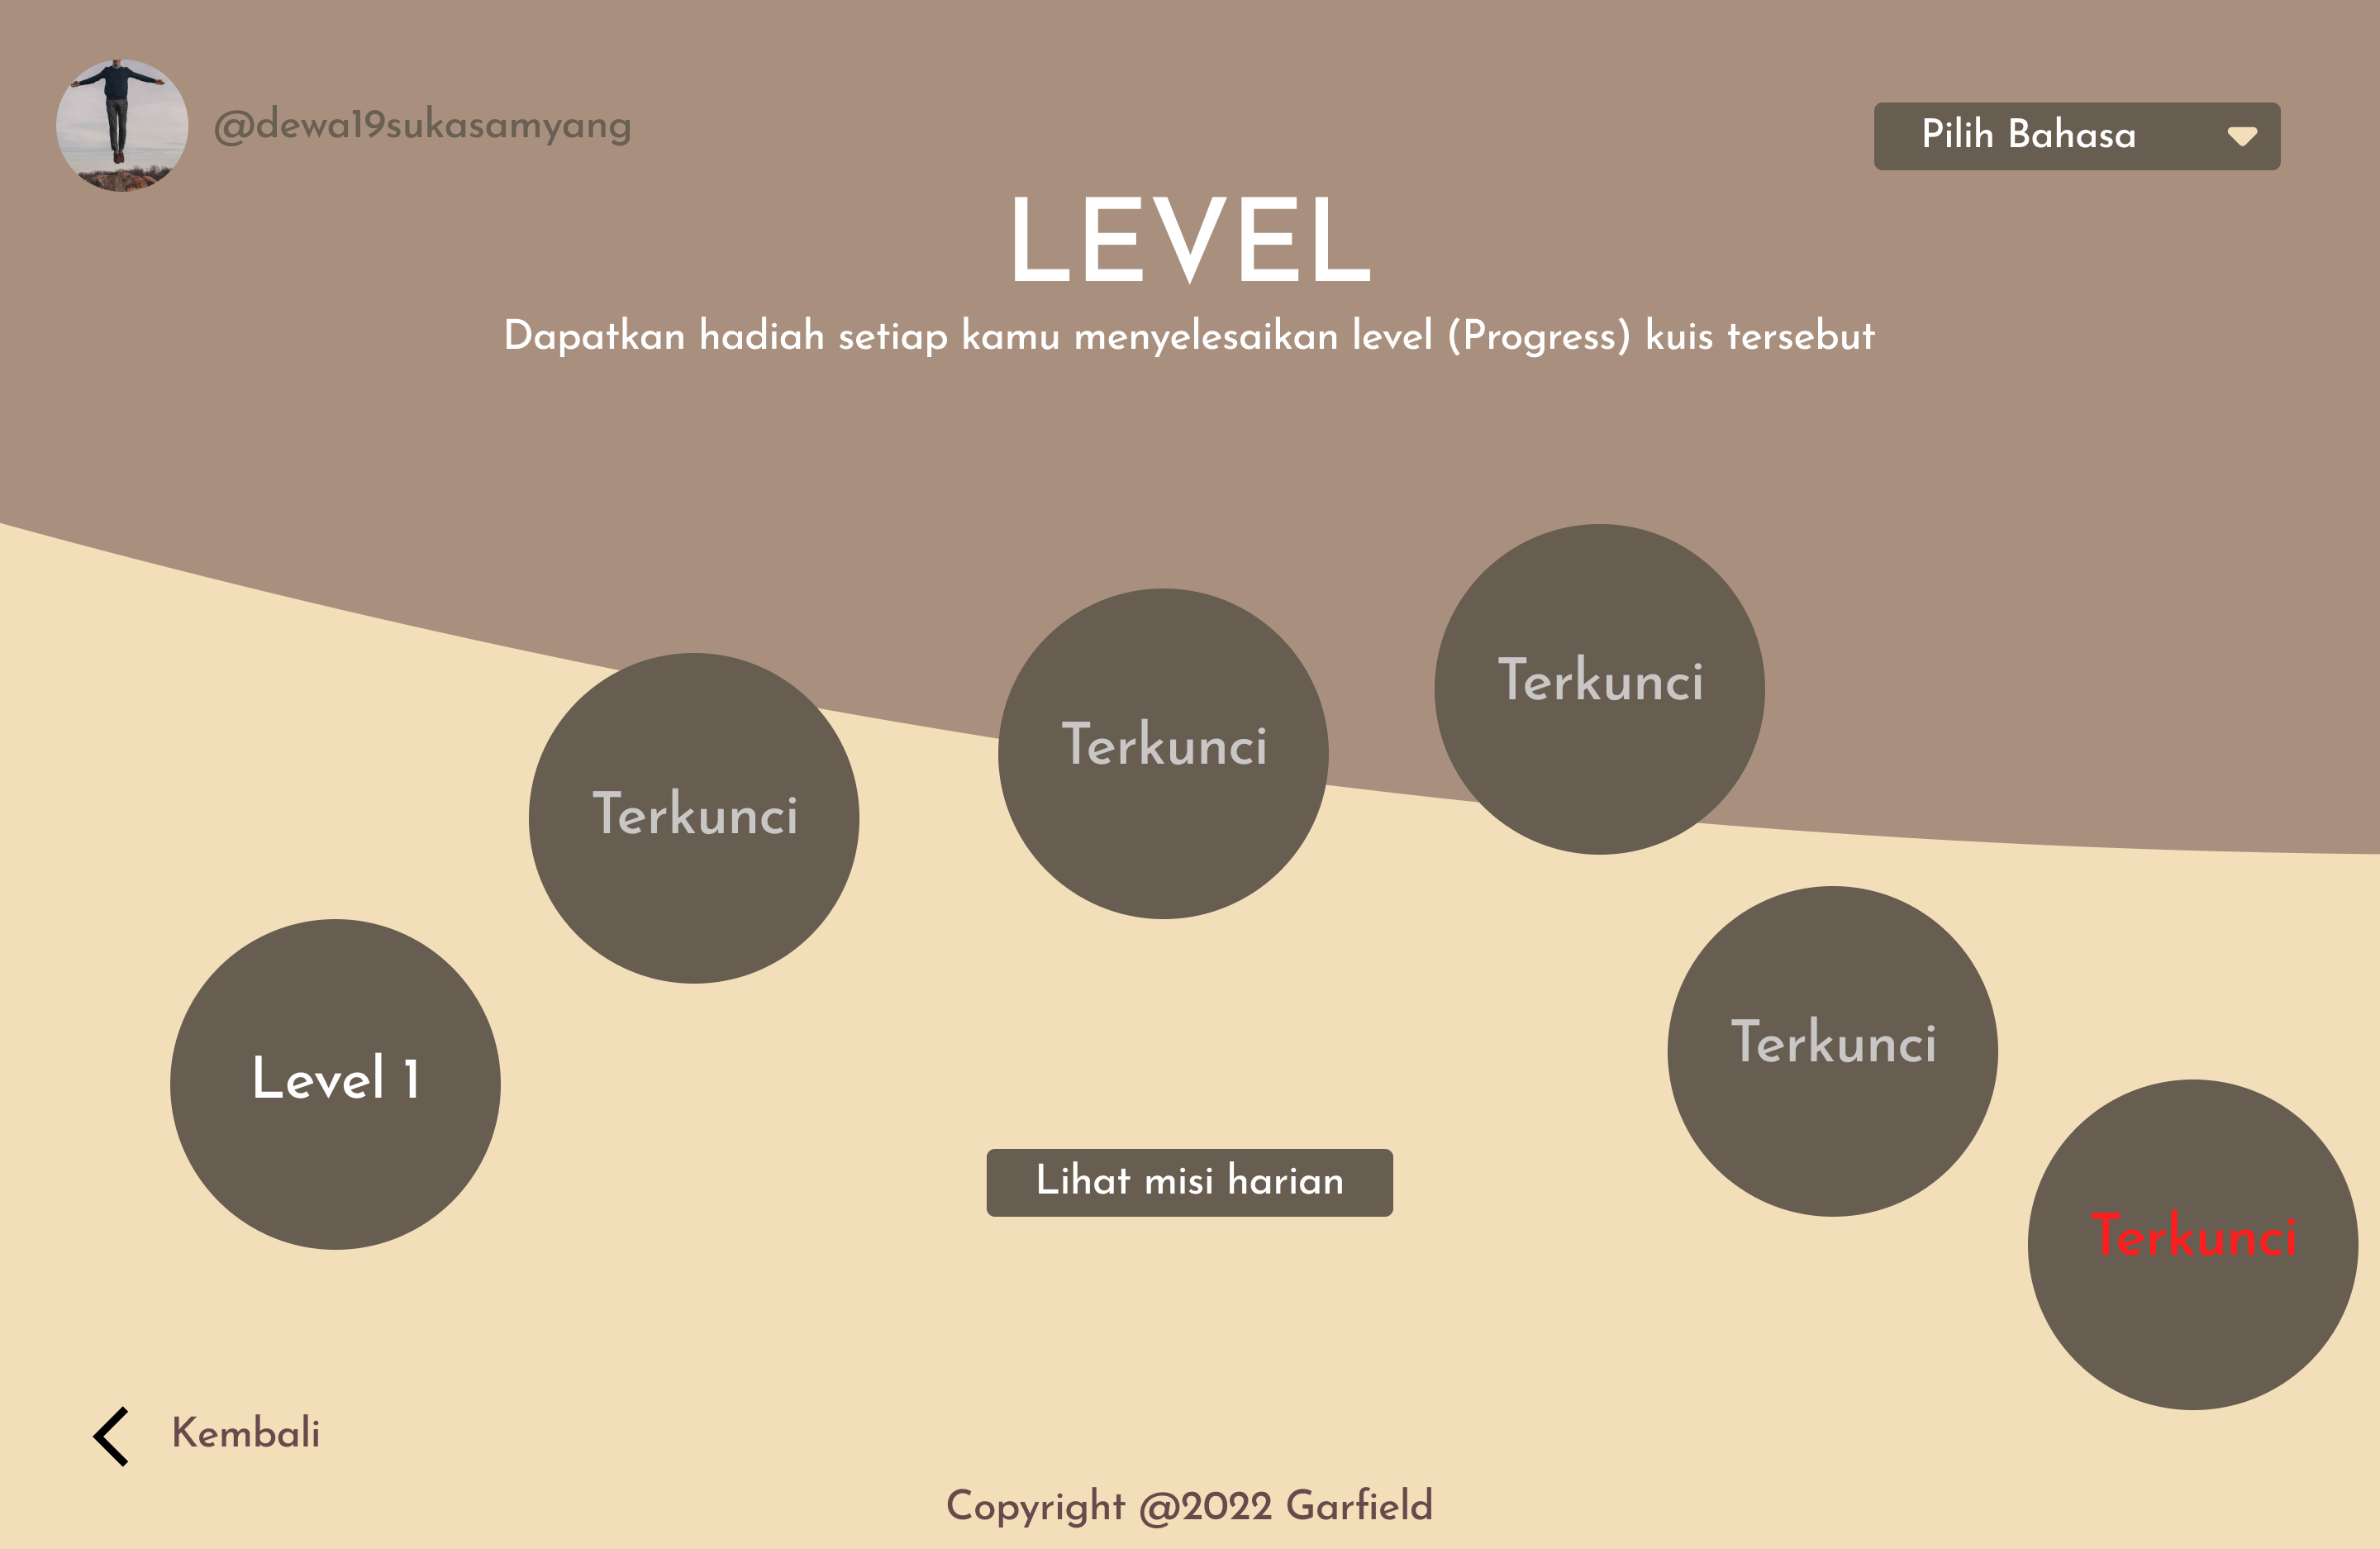 @dewa19sukasamyang
Pilih Bahasa
LEVEL
Dapatkan hadiah setiap kamu menyelesaikan level (Progress) kuis tersebut
Terkunci
Terkunci
Terkunci
Terkunci
Level 1
Lihat misi harian
Terkunci
Kembali
Copyright @2022 Garfield